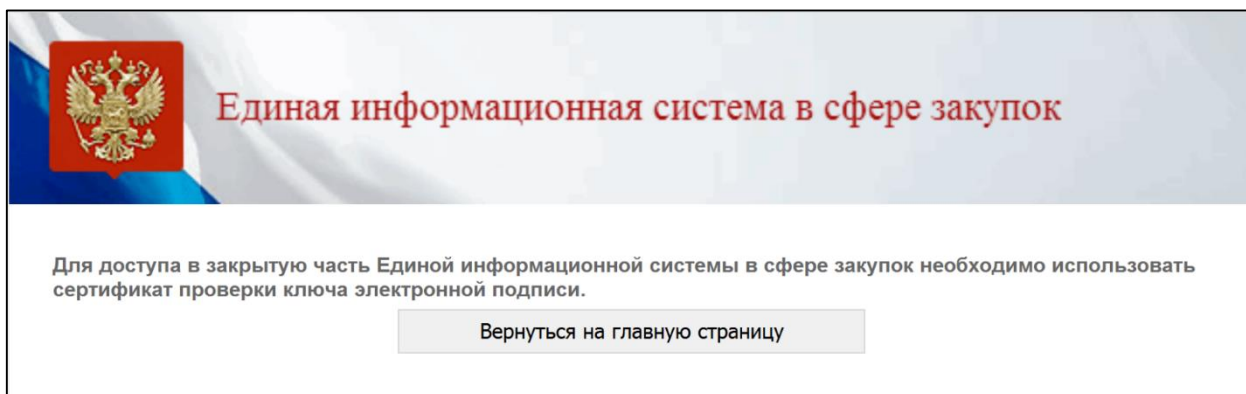 Единая информационная система в сфере закупок
Для доступа в закрытую часть Единой информационной системы в сфере закупок необходимо использовать
сертификат проверки ключа электронной подписи.
Вернуться на главную страницу